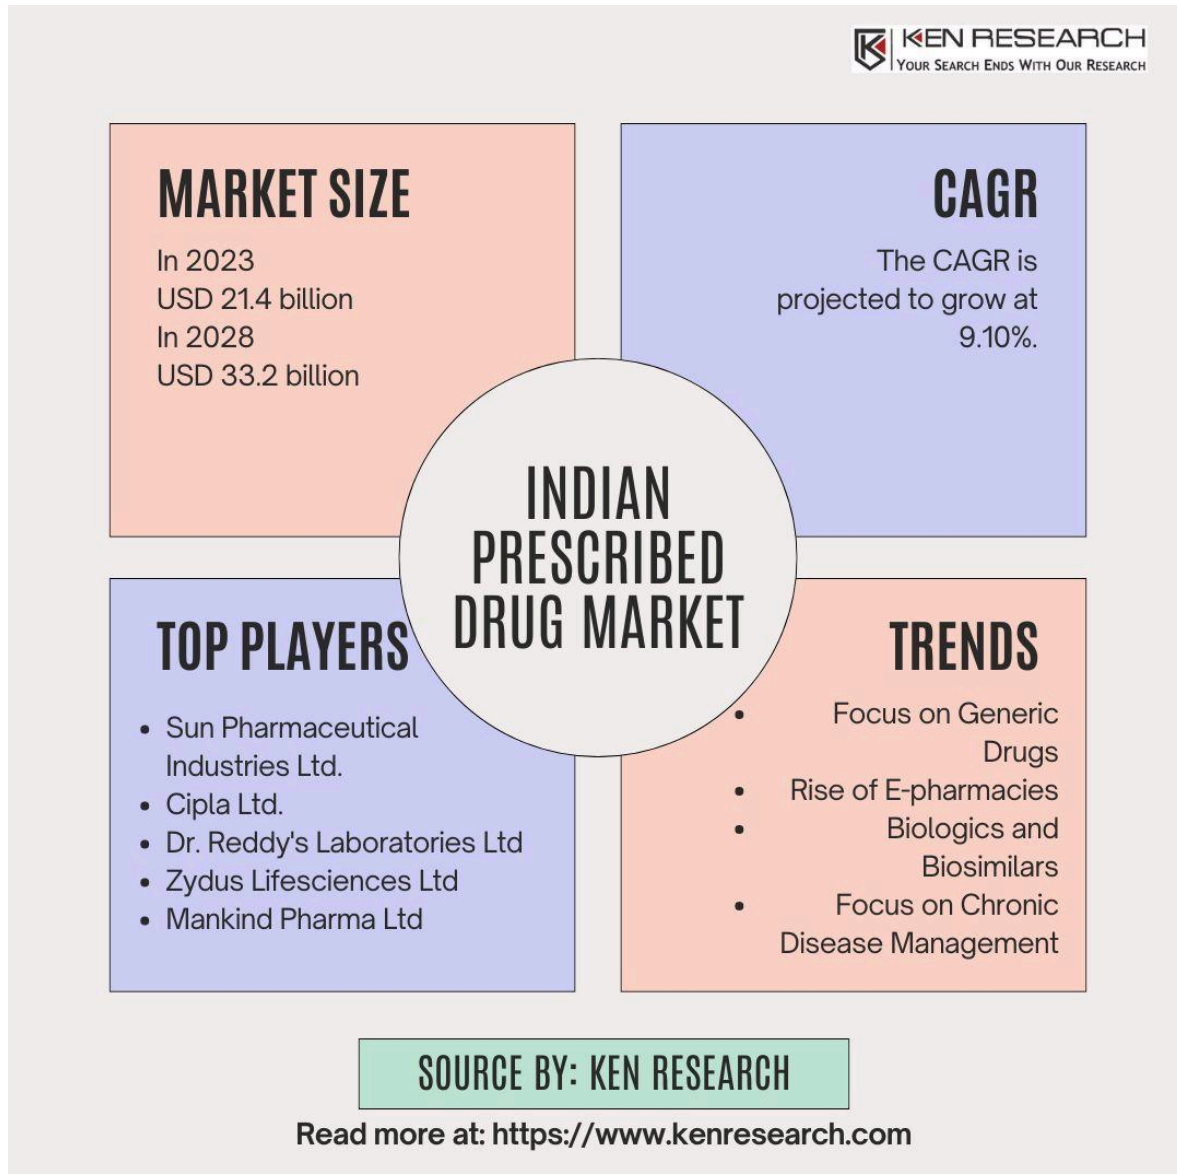 KEN RESEARCH
YOUR SEARCH ENDS WITH OUR RESEARCH
MARKET SIZE
In 2023
USD 21.4 billion
In 2028
USD 33.2 billion
CAGR
The CAGR is
projected to grow at
9.10%.
INDIAN
PRESCRIBED
DRUG MARKET
TOP PLAYERS
• Sun Pharmaceutical
Industries Ltd.
• Cipla Ltd.
• Dr. Reddy's Laboratories Ltd
• Zydus Lifesciences Ltd
• Mankind Pharma Ltd
TRENDS
• Focus on Generic
Drugs
• Rise of E-pharmacies
• Biologics and
Biosimilars
• Focus on Chronic
Disease Management
SOURCE BY: KEN RESEARCH
Read more at: https://www.kenresearch.com